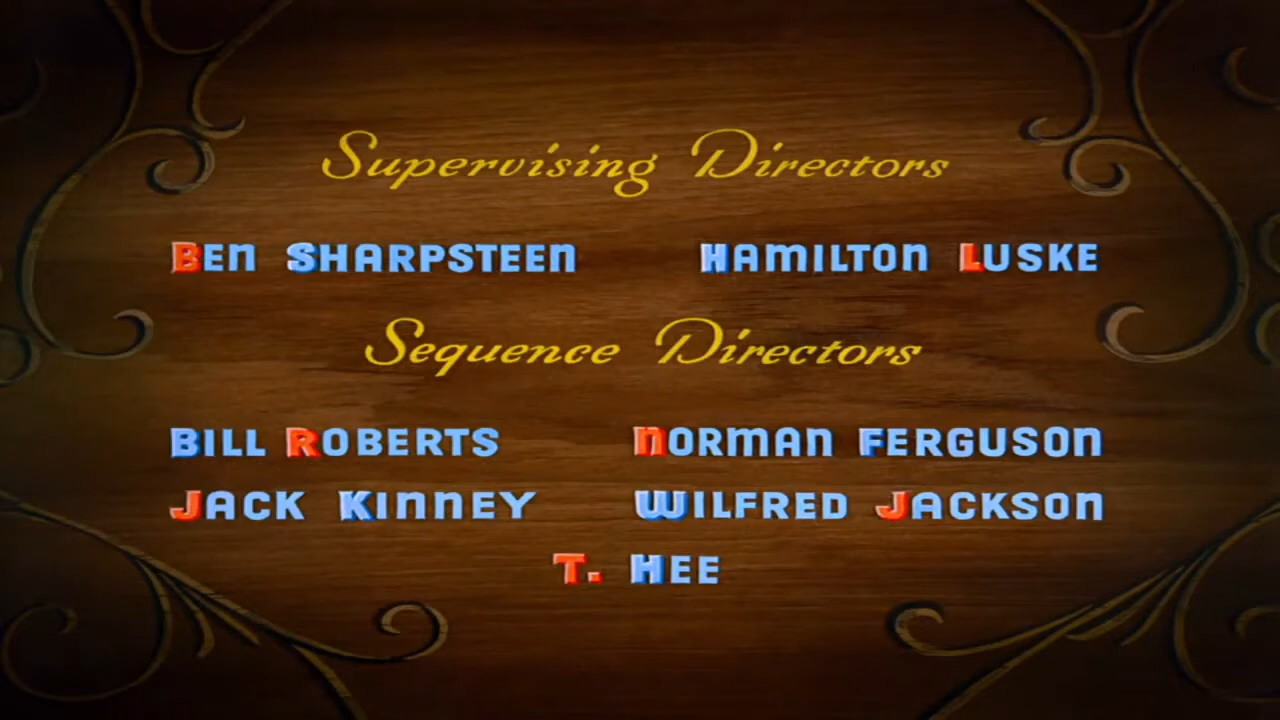 Supervising Directors
BEN SHARPSTEEN HAMILTON LUSKE
Sequence Directors
BILL ROBERTS NORMAN FERGUSON
JACK KINNEY WILFRED JACKSON
T. HEE